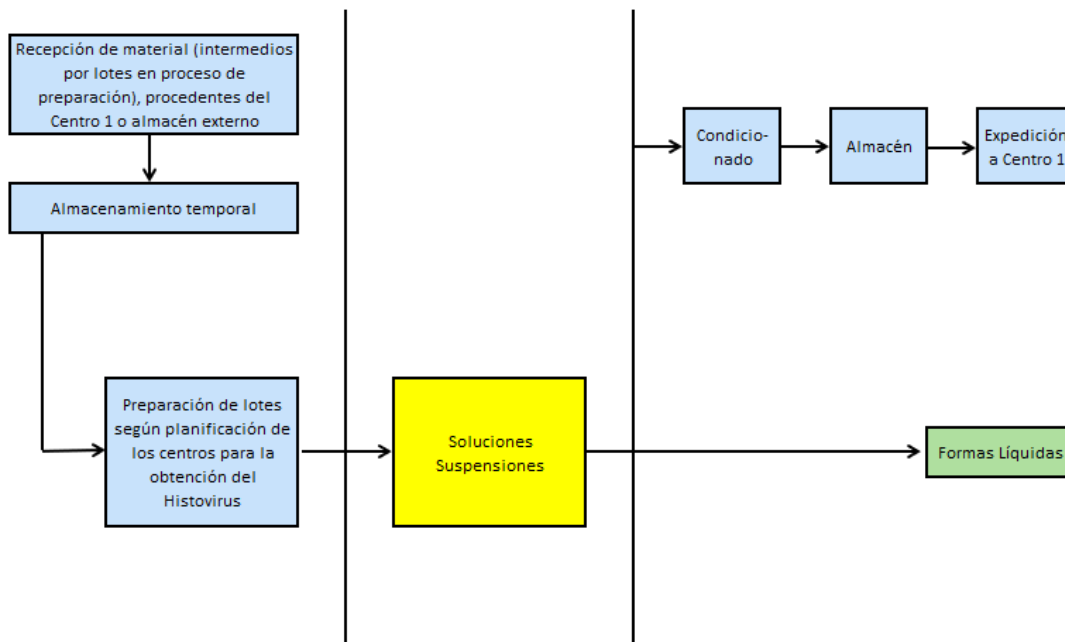 Recepción de material (intermedios
por lotes en proceso de
preparación), procedentes del
Centro 1 o almacén externo
Almacenamiento temporal
Preparación de lotes
según planificación de
los centros para la
obtención del
Histovirus
Soluciones
Suspensiones
Condicio-
nado
Almacén
Expedición
a Centro 1
Formas Líquidas